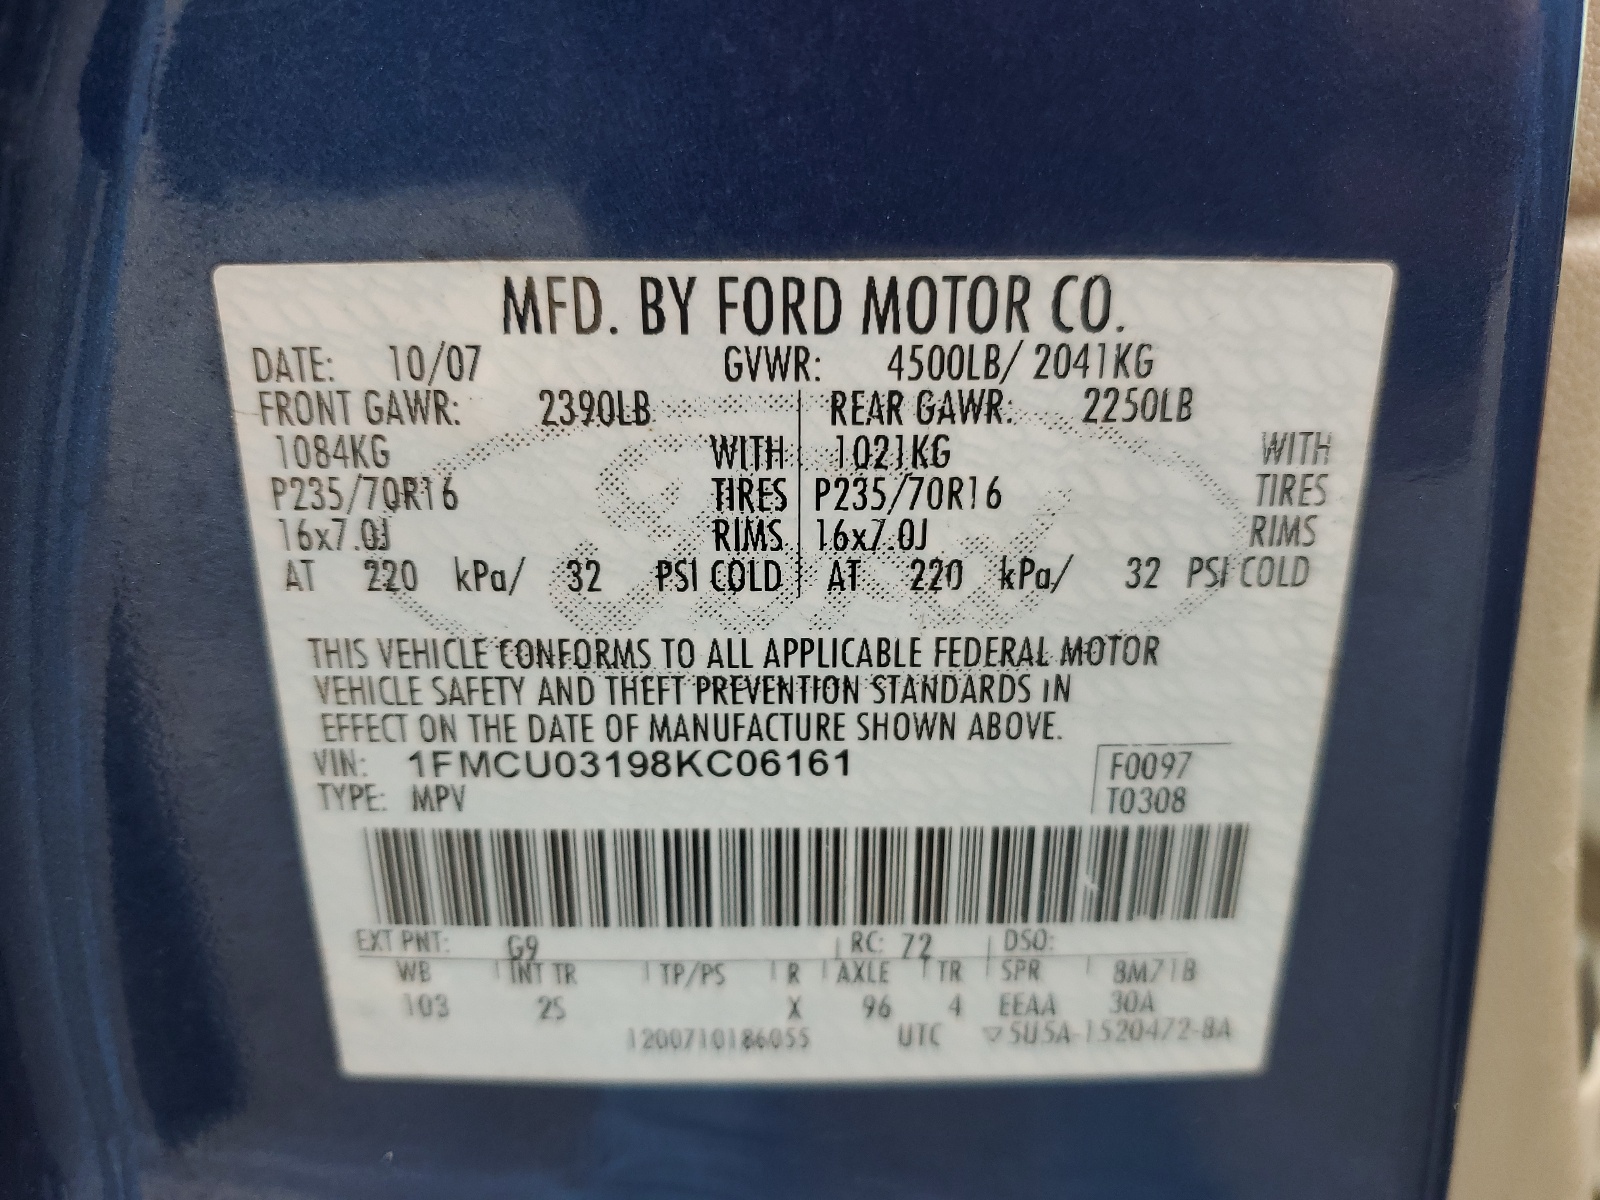 MFD. BY FORD MOTOR CO.
DATE: 10/07 GVWR: 4500LB/ 2041KG
FRONT GAWR: 2390LB REAR GAWR: 2250LB
1084KG WITH 1021KG WITH
P235/70R16 TIRES P235/70R16 TIRES
16x7.0J RIMS 16x7.0J RIMS
AT 220 kPa/ 32 PSI COLD AT 220 kPa/ 32 PSI COLD
THIS VEHICLE CONFORMS TO ALL APPLICABLE FEDERAL MOTOR
VEHICLE SAFETY AND THEFT PREVENTION STANDARDS IN
EFFECT ON THE DATE OF MANUFACTURE SHOWN ABOVE.
VIN: 1FMCU03198KC06161 F0097
TYPE: MPV T0308
EXT PNT: G9 RC: 72 DSO:
WB INT TR TP/PS R AXLE TR SPR 8M71B
103 2S X 96 4 EEAA 30A
1200710186055 UTC ▽5U5A-1520472-BA